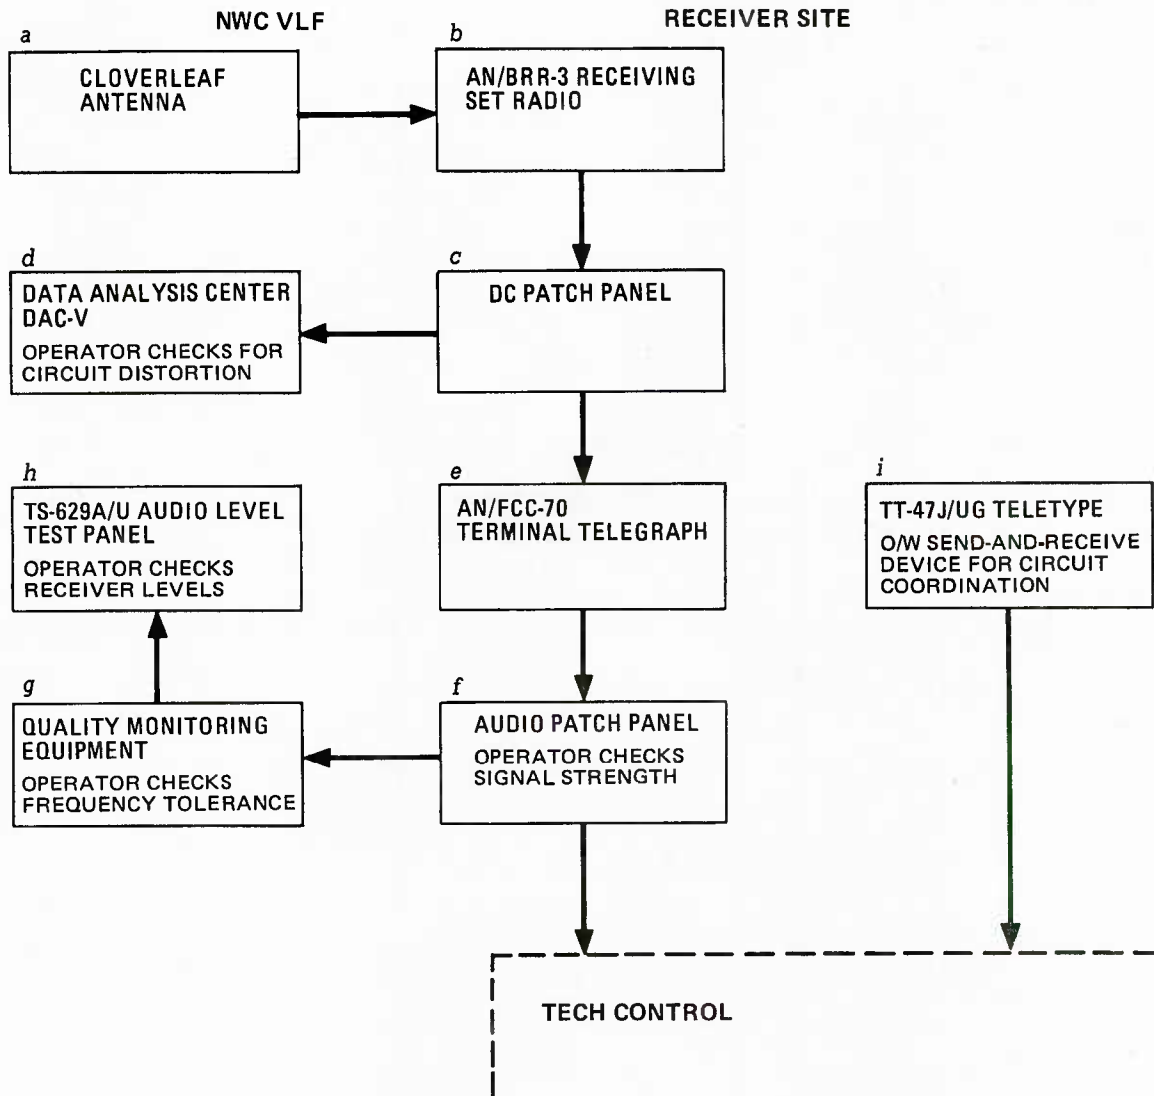 NWC VLF
RECEIVER SITE
a
CLOVERLEAF
ANTENNA
b
AN/BRR-3 RECEIVING
SET RADIO
d
DATA ANALYSIS CENTER
DAC-V
OPERATOR CHECKS FOR
CIRCUIT DISTORTION
c
DC PATCH PANEL
h
TS-629A/U AUDIO LEVEL
TEST PANEL
OPERATOR CHECKS
RECEIVER LEVELS
e
AN/FCC-70
TERMINAL TELEGRAPH
i
TT-47J/UG TELETYPE
O/W SEND-AND-RECEIVE
DEVICE FOR CIRCUIT
COORDINATION
g
QUALITY MONITORING
EQUIPMENT
OPERATOR CHECKS
FREQUENCY TOLERANCE
f
AUDIO PATCH PANEL
OPERATOR CHECKS
SIGNAL STRENGTH
TECH CONTROL